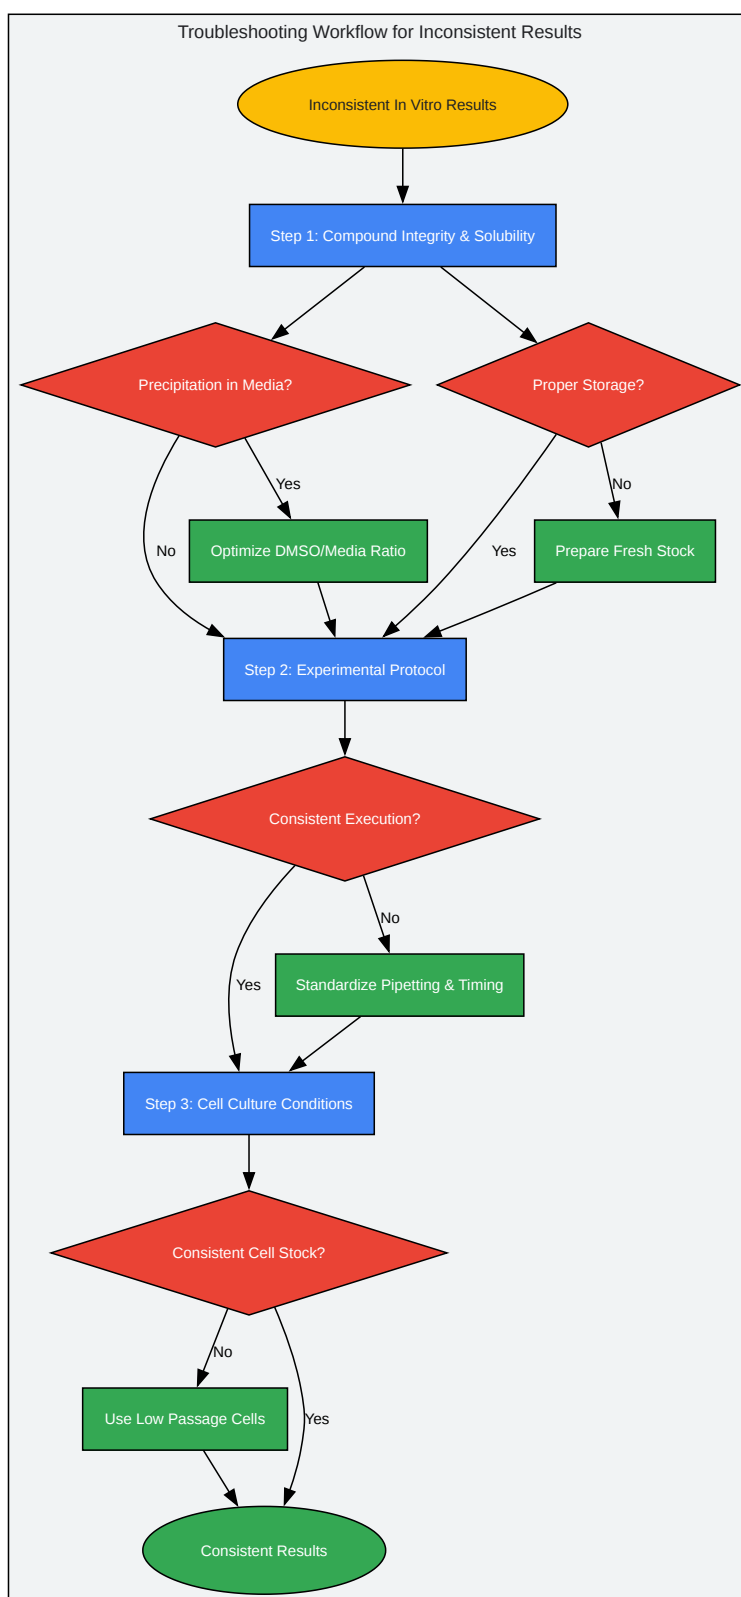 Troubleshooting Workflow for Inconsistent Results
Inconsistent In Vitro Results
Step 1: Compound Integrity & Solubility
Precipitation in Media?
Proper Storage?
Yes
No
No
Optimize DMSO/Media Ratio
Yes
Prepare Fresh Stock
Step 2: Experimental Protocol
Consistent Execution?
No
Yes
Standardize Pipetting & Timing
Step 3: Cell Culture Conditions
Consistent Cell Stock?
No
Use Low Passage Cells
Yes
Consistent Results